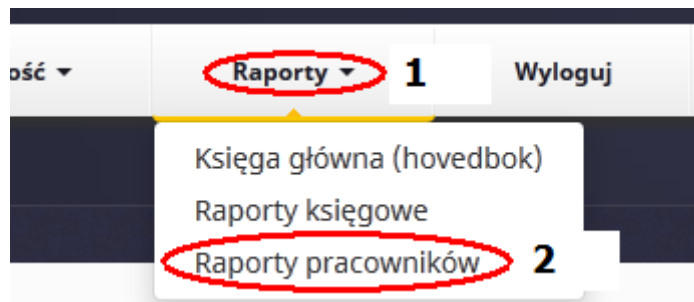 ość ▾ Raporty ▾ 1 Wyloguj
Księga główna (hovedbok)
Raporty księgowe
Raporty pracowników 2